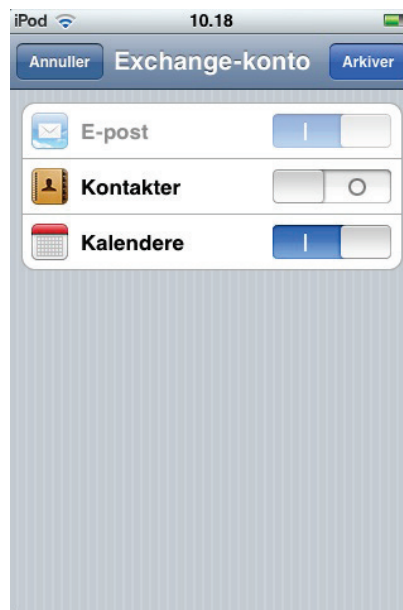 iPod 10.18
Annuller Exchange-konto Arkiver
E-post
Kontakter
Kalendere